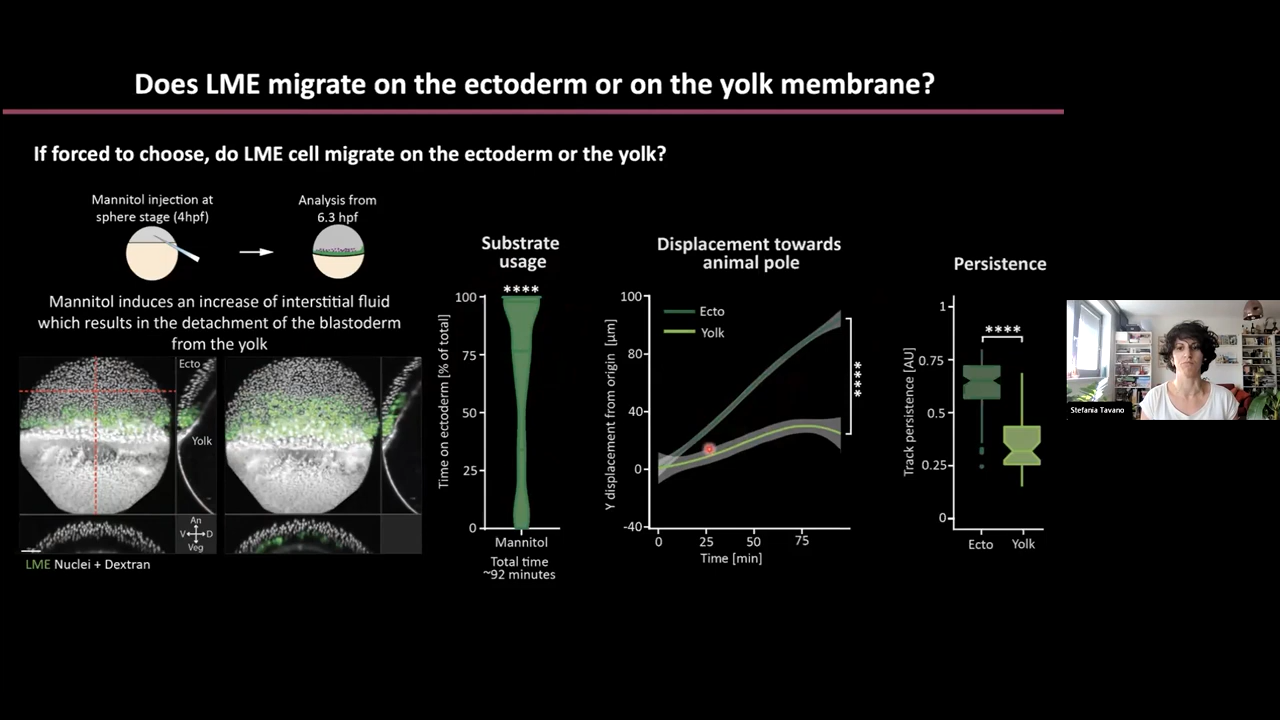 Does LME migrate on the ectoderm or on the yolk membrane?
If forced to choose, do LME cell migrate on the ectoderm or the yolk?
Mannitol injection at
sphere stage (4hpf)
Analysis from
6.3 hpf
Mannitol induces an increase of interstitial fluid
which results in the detachment of the blastoderm
from the yolk
Ecto
Yolk
An
V D
Veg
LME Nuclei + Dextran
Substrate
usage
****
Time on ectoderm [% of total]
100
75
50
25
0
Mannitol
Total time
~92 minutes
Displacement towards
animal pole
Y displacement from origin [µm]
100
80
40
0
-40
Ecto
Yolk
****
0 25 50 75
Time [min]
Persistence
****
Track persistence [AU]
1
0.75
0.5
0.25
0
Ecto Yolk
Stefania Tavano